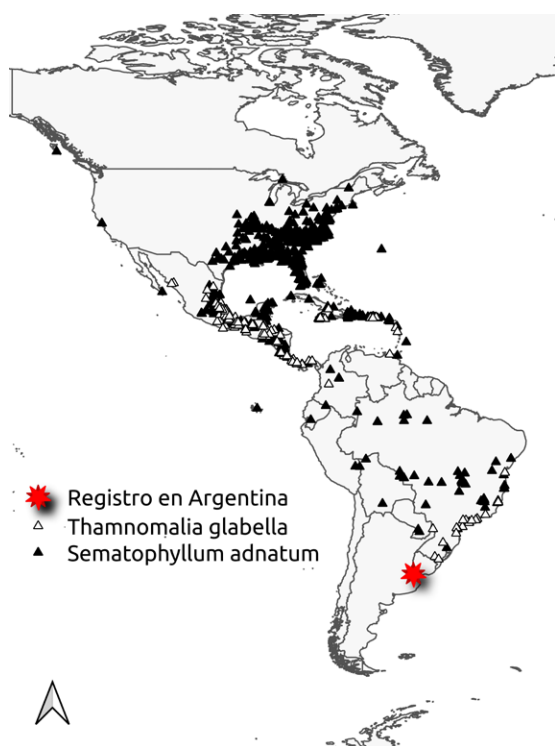 Registro en Argentina
Thamnomalia glabella
Sematophyllum adnatum